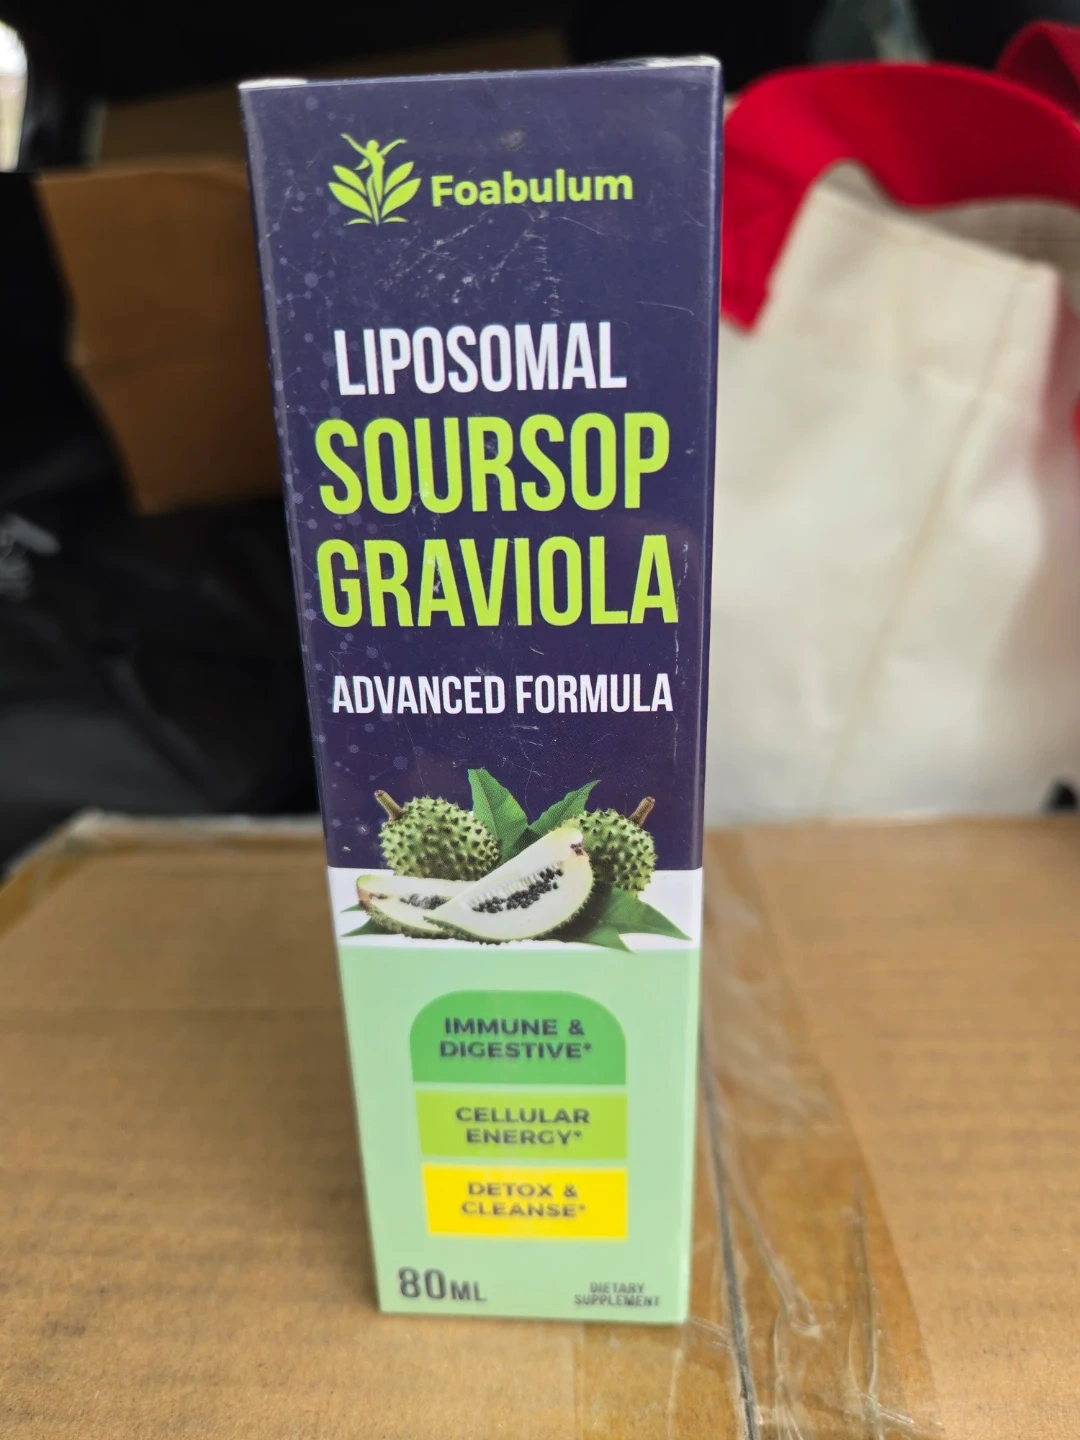 Foabulum
LIPOSOMAL
SOURSOP
GRAVIOLA
ADVANCED FORMULA
IMMUNE &
DIGESTIVE*
CELLULAR
ENERGY*
DETOX &
CLEANSE*
80ML
DIETARY
SUPPLEMENT